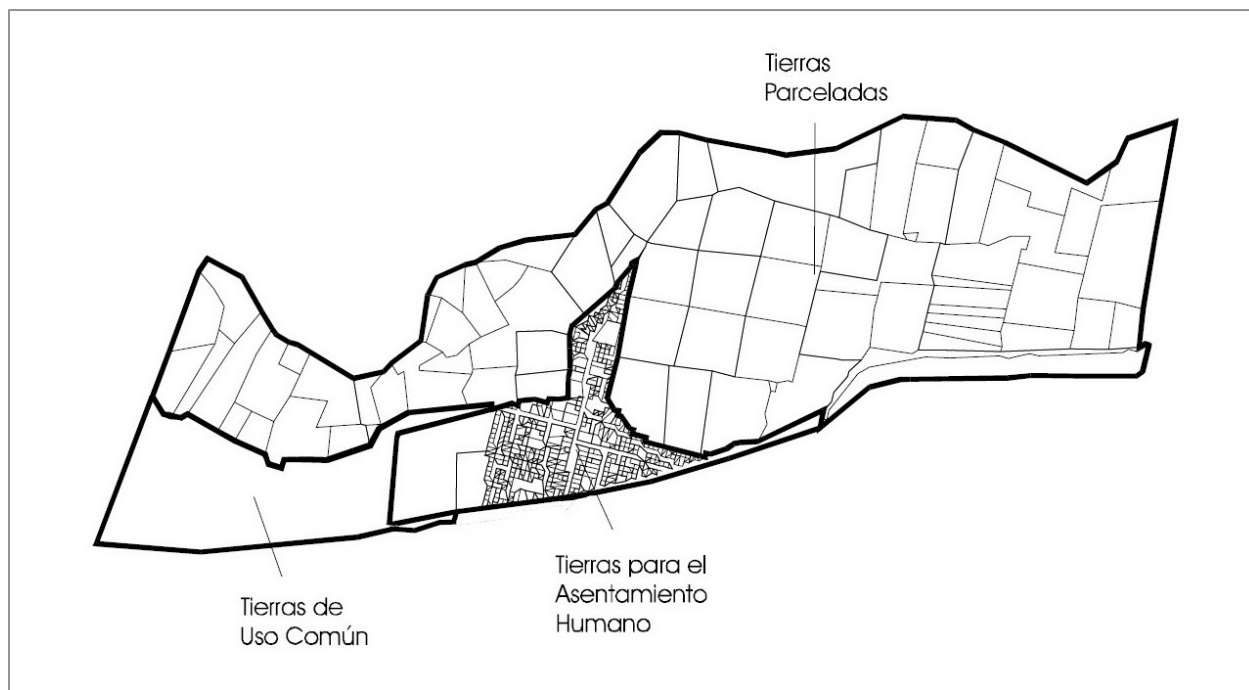 Tierras
Parceladas
Tierras para el
Asentamiento
Humano
Tierras de
Uso Común